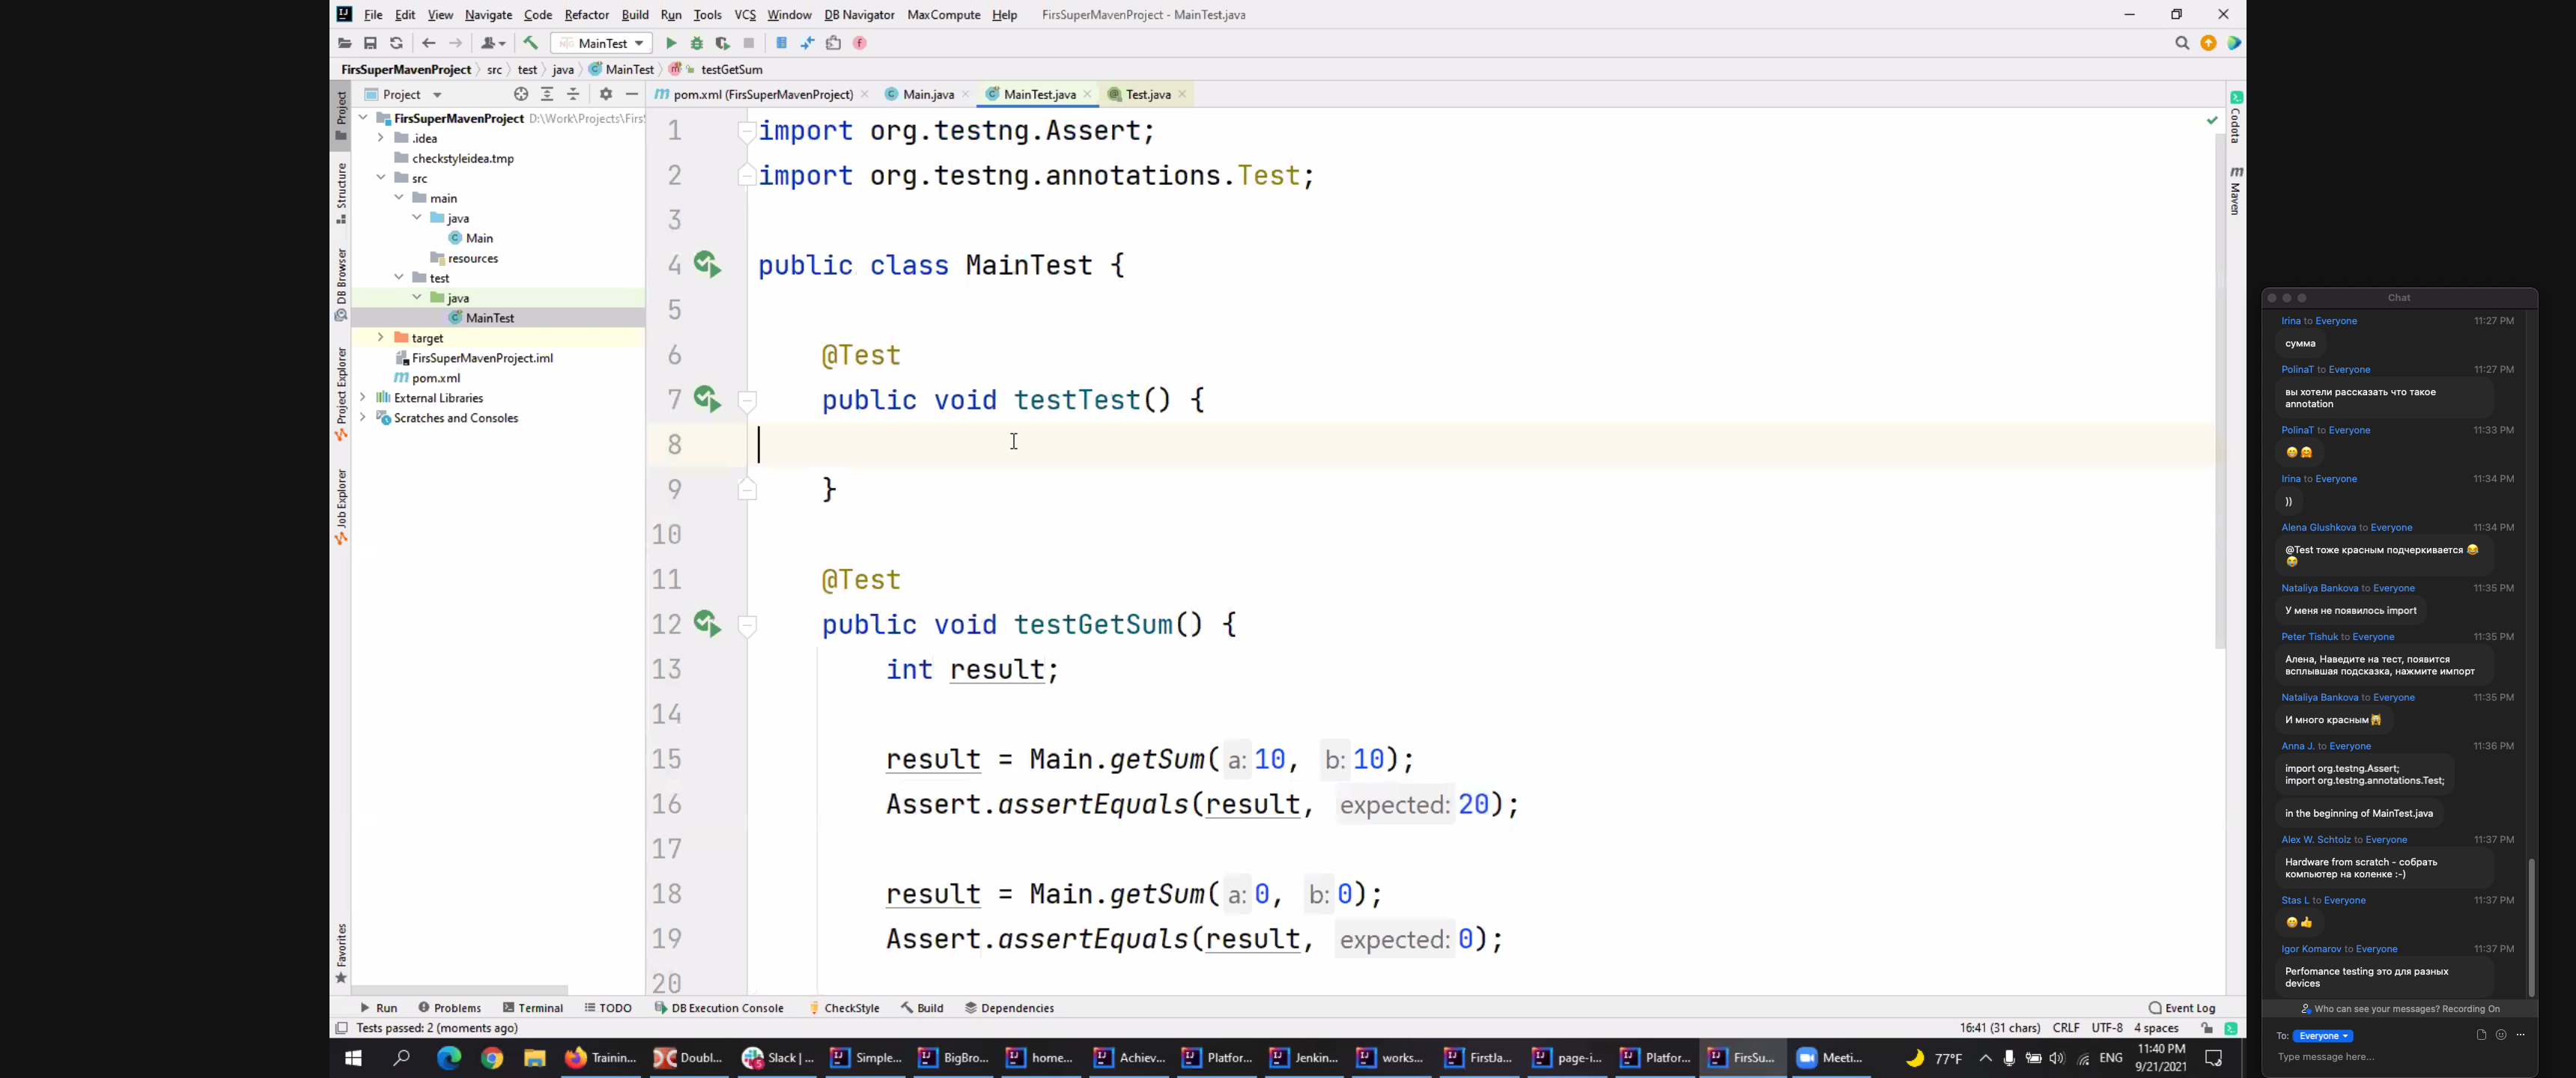 File Edit View Navigate Code Refactor Build Run Tools VCS Window DB Navigator MaxCompute Help FirsSuperMavenProject - MainTest.java
MainTest
FirsSuperMavenProject src test java MainTest testGetSum
Project
Structure
DB Browser
Project Explorer
Job Explorer
Favorites
Project
FirsSuperMavenProject D:\Work\Projects\Firs
.idea
checkstyleidea.tmp
src
main
java
Main
resources
test
java
MainTest
target
FirsSuperMavenProject.iml
pom.xml
External Libraries
Scratches and Consoles
pom.xml (FirsSuperMavenProject) Main.java MainTest.java Test.java
1 import org.testng.Assert;
2 import org.testng.annotations.Test;
3
4 public class MainTest {
5
6 @Test
7 public void testTest() {
8
9 }
10
11 @Test
12 public void testGetSum() {
13 int result;
14
15 result = Main.getSum( a: 10, b: 10);
16 Assert.assertEquals(result, expected: 20);
17
18 result = Main.getSum( a: 0, b: 0);
19 Assert.assertEquals(result, expected: 0);
20
Codota
Maven
Run Problems Terminal TODO DB Execution Console CheckStyle Build Dependencies Event Log
Tests passed: 2 (moments ago) 16:41 (31 chars) CRLF UTF-8 4 spaces
Trainin... Doubl... Slack | ... Simple... BigBro... home... Achiev... Platfor... Jenkin... works... FirstJa... page-i... Platfor... FirsSu... Meeti... 77°F ENG 11:40 PM
9/21/2021
Chat
Irina to Everyone 11:27 PM
сумма
PolinaT to Everyone 11:27 PM
вы хотели рассказать что такое
annotation
PolinaT to Everyone 11:33 PM
😁🤗
Irina to Everyone 11:34 PM
))
Alena Glushkova to Everyone 11:34 PM
@Test тоже красным подчеркивается 😂
😭
Nataliya Bankova to Everyone 11:35 PM
У меня не появилось import
Peter Tishuk to Everyone 11:35 PM
Алена, Наведите на тест, появится
всплывшая подсказка, нажмите импорт
Nataliya Bankova to Everyone 11:35 PM
И много красным🙀
Anna J. to Everyone 11:36 PM
import org.testng.Assert;
import org.testng.annotations.Test;
in the beginning of MainTest.java
Alex W. Schtolz to Everyone 11:37 PM
Hardware from scratch - собрать
компьютер на коленке :-)
Stas L to Everyone 11:37 PM
😁👍
Igor Komarov to Everyone 11:37 PM
Perfomance testing это для разных
devices
Who can see your messages? Recording On
To: Everyone
Type message here...